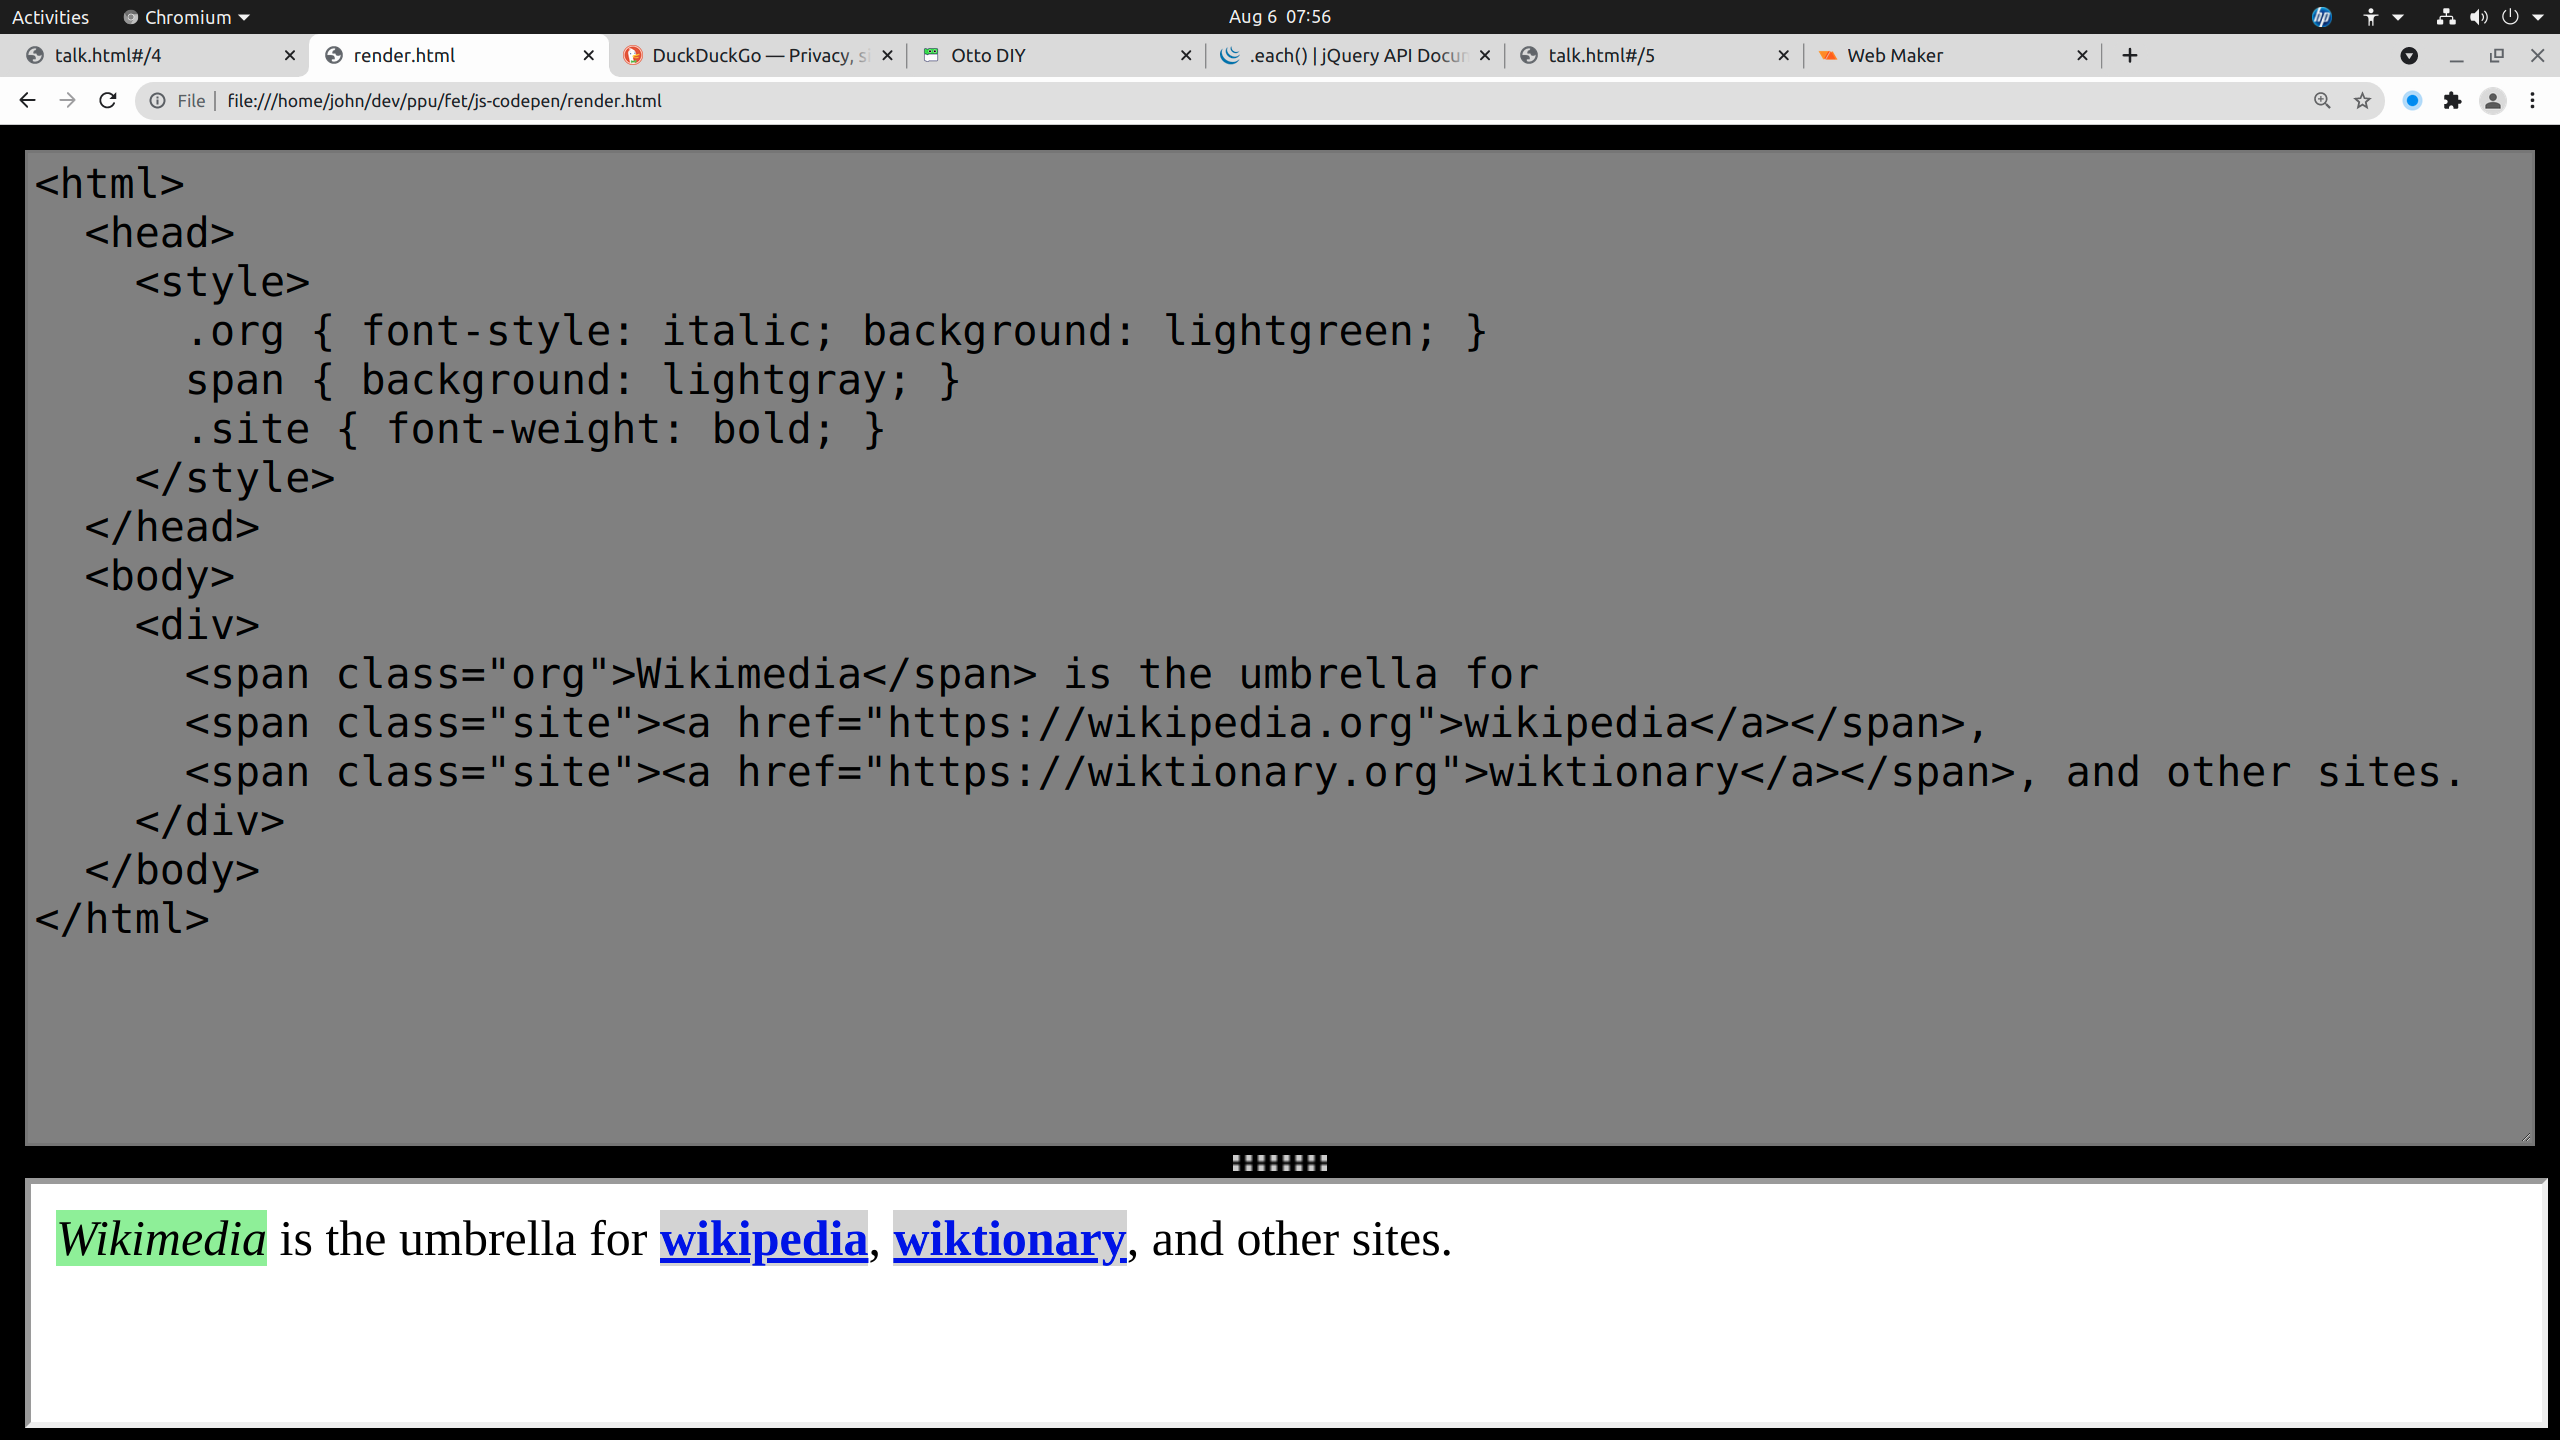 Activities Chromium Aug 6 07:56 hp
talk.html#/4 render.html DuckDuckGo — Privacy, si Otto DIY .each() | jQuery API Docum talk.html#/5 Web Maker
File file:///home/john/dev/ppu/fet/js-codepen/render.html
<html>
  <head>
    <style>
      .org { font-style: italic; background: lightgreen; }
      span { background: lightgray; }
      .site { font-weight: bold; }
    </style>
  </head>
  <body>
    <div>
      <span class="org">Wikimedia</span> is the umbrella for
      <span class="site"><a href="https://wikipedia.org">wikipedia</a></span>,
      <span class="site"><a href="https://wiktionary.org">wiktionary</a></span>, and other sites.
    </div>
  </body>
</html>
Wikimedia is the umbrella for wikipedia, wiktionary, and other sites.